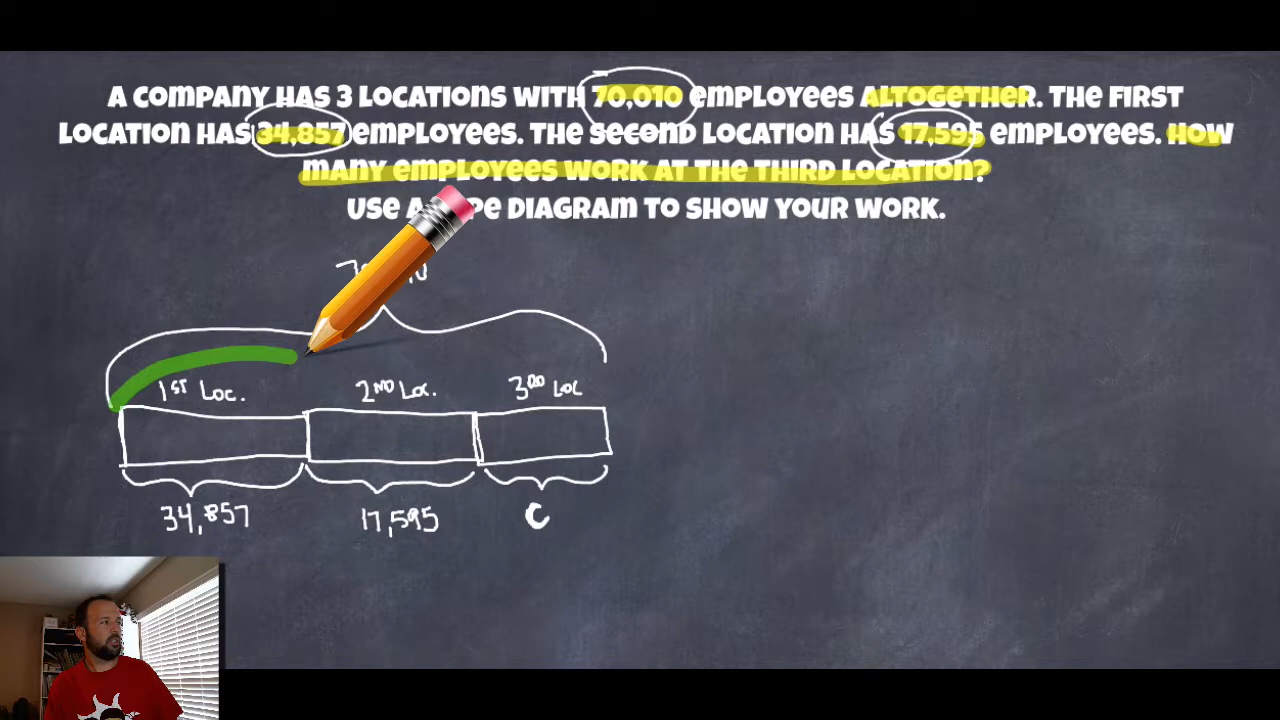 A company has 3 locations with 70,010 employees altogether. The first
location has 34,857 employees. The second location has 17,595 employees. How
many employees work at the third location?
Use a diagram to show your work.
1ST Loc. 2ND Loc. 3RD Loc
34,857 17,595 C